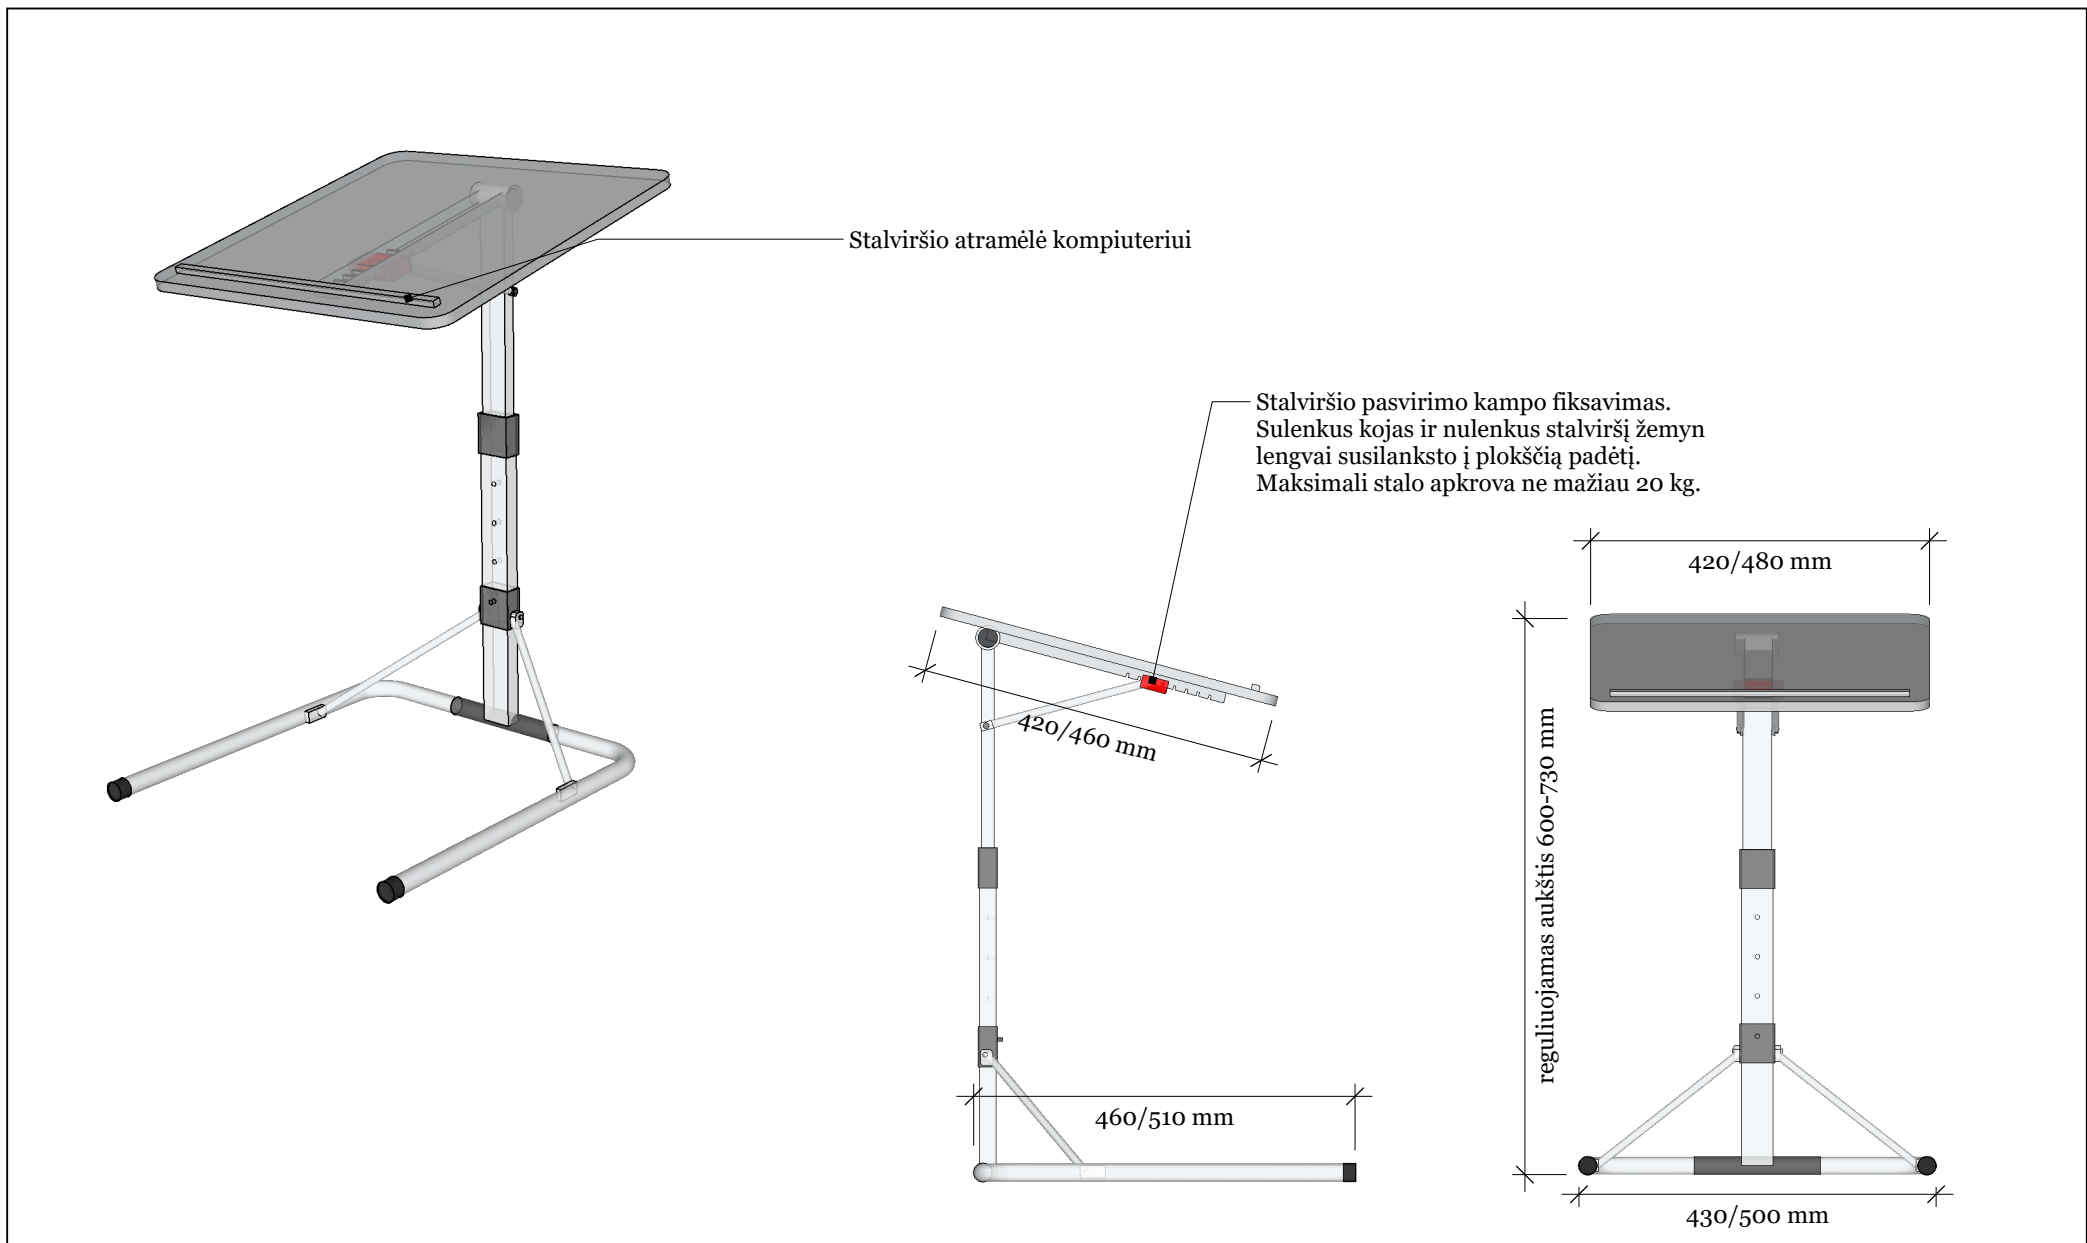 Stalviršio atramėlė kompiuteriui
Stalviršio pasvirimo kampo fiksavimas.
Sulenkus kojas ir nulenkus stalviršį žemyn
lengvai susilanksto į plokščią padėtį.
Maksimali stalo apkrova ne mažiau 20 kg.
420/480 mm
420/460 mm
reguliuojamas aukštis 600-730 mm
460/510 mm
430/500 mm